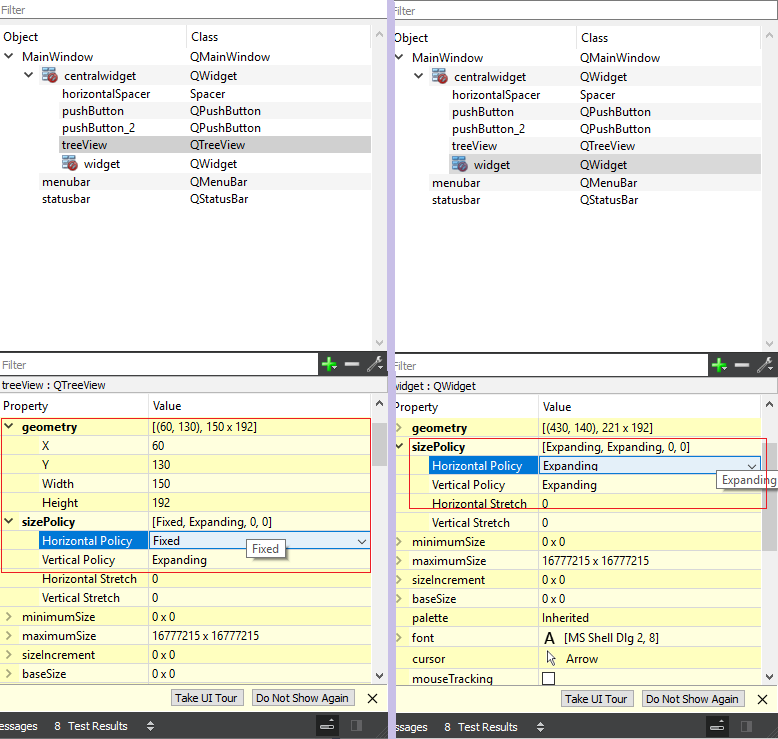 Filter
Object Class
MainWindow QMainWindow
centralwidget QWidget
horizontalSpacer Spacer
pushButton QPushButton
pushButton_2 QPushButton
treeView QTreeView
widget QWidget
menubar QMenuBar
statusbar QStatusBar
Filter
treeView : QTreeView
Property Value
geometry [(60, 130), 150 x 192]
X 60
Y 130
Width 150
Height 192
sizePolicy [Fixed, Expanding, 0, 0]
Horizontal Policy Fixed
Fixed
Vertical Policy Expanding
Horizontal Stretch 0
Vertical Stretch 0
minimumSize 0 x 0
maximumSize 16777215 x 16777215
sizeIncrement 0 x 0
baseSize 0 x 0
Take UI Tour Do Not Show Again
essages 8 Test Results
Filter
Object Class
MainWindow QMainWindow
centralwidget QWidget
horizontalSpacer Spacer
pushButton QPushButton
pushButton_2 QPushButton
treeView QTreeView
widget QWidget
menubar QMenuBar
statusbar QStatusBar
Filter
widget : QWidget
Property Value
geometry [(430, 140), 221 x 192]
sizePolicy [Expanding, Expanding, 0, 0]
Horizontal Policy Expanding
Expanding
Vertical Policy Expanding
Horizontal Stretch 0
Vertical Stretch 0
minimumSize 0 x 0
maximumSize 16777215 x 16777215
sizeIncrement 0 x 0
baseSize 0 x 0
palette Inherited
font A [MS Shell Dlg 2, 8]
cursor Arrow
mouseTracking
Take UI Tour Do Not Show Again
ssages 8 Test Results